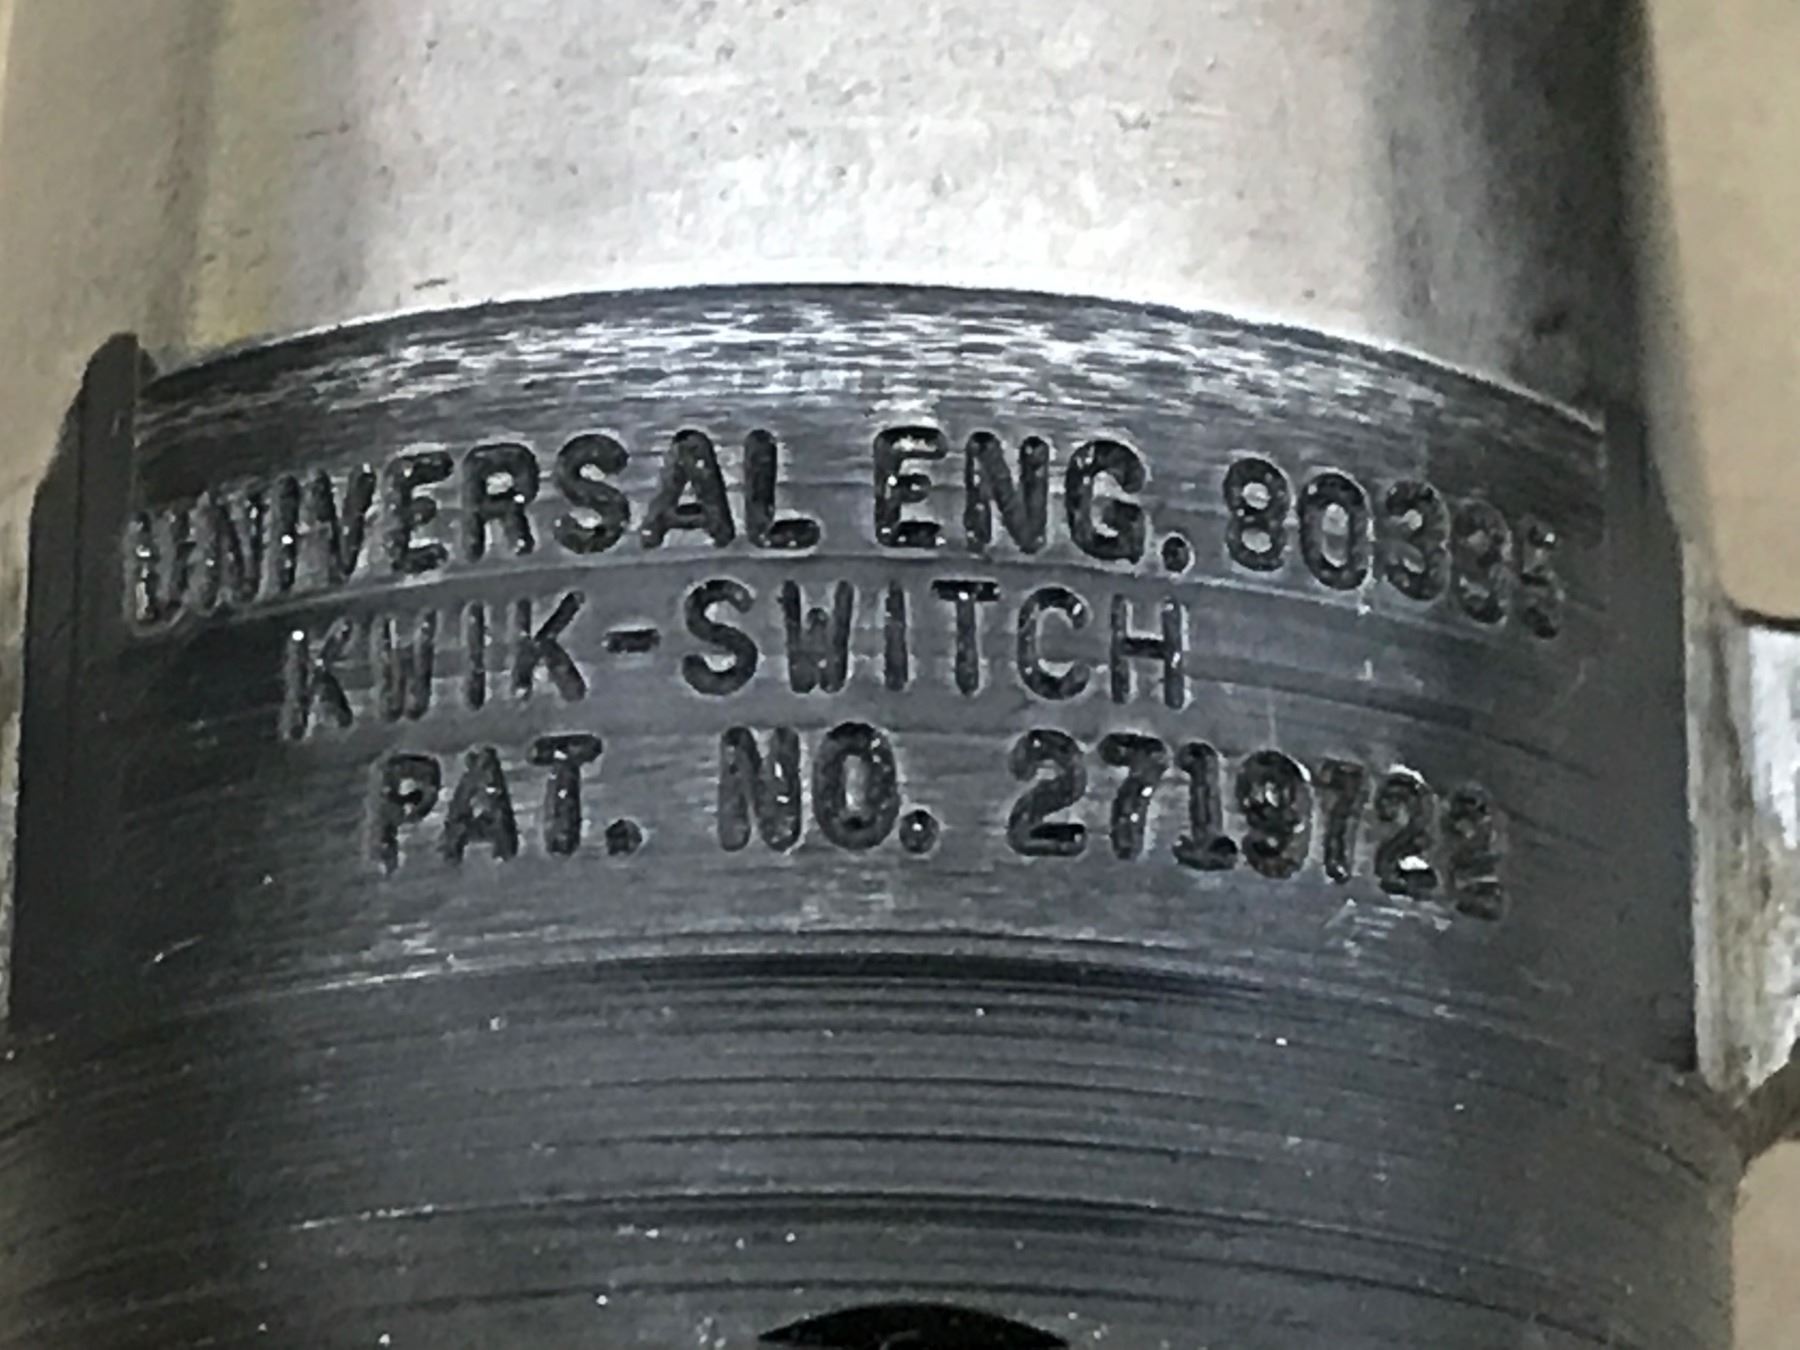 UNIVERSAL ENG. 80335
KWIK-SWITCH
PAT. NO. 2719722